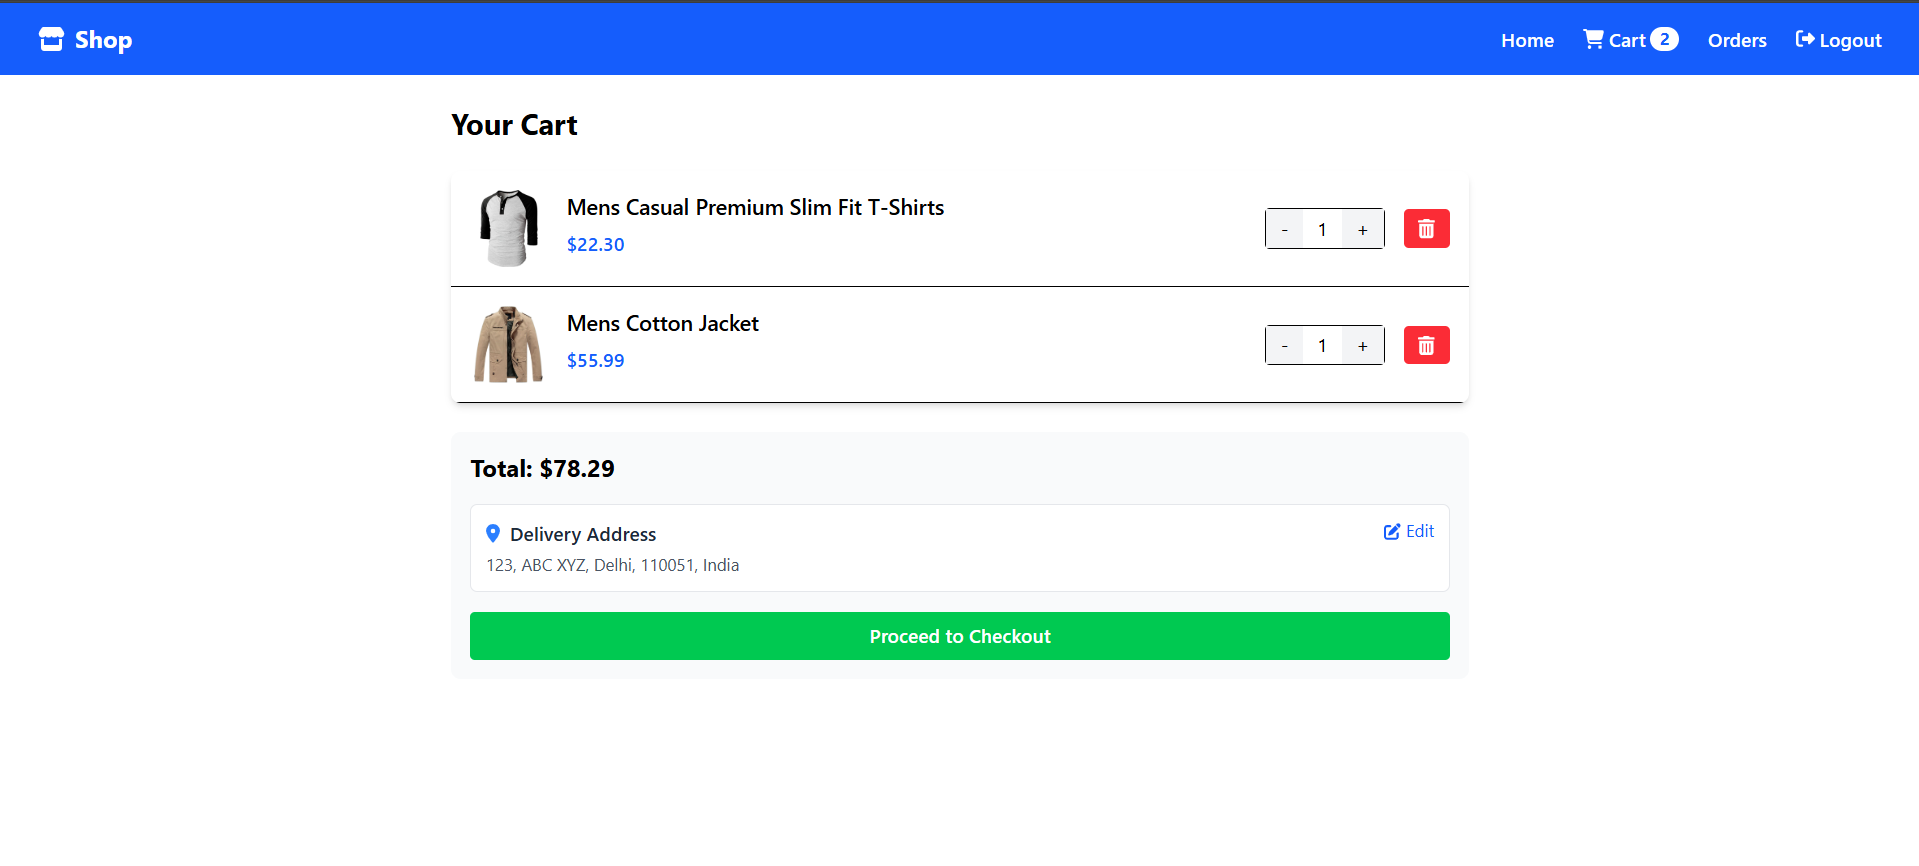 Shop
Home Cart 2 Orders Logout
Your Cart
Mens Casual Premium Slim Fit T-Shirts
$22.30
- 1 +
Mens Cotton Jacket
$55.99
- 1 +
Total: $78.29
Delivery Address
Edit
123, ABC XYZ, Delhi, 110051, India
Proceed to Checkout